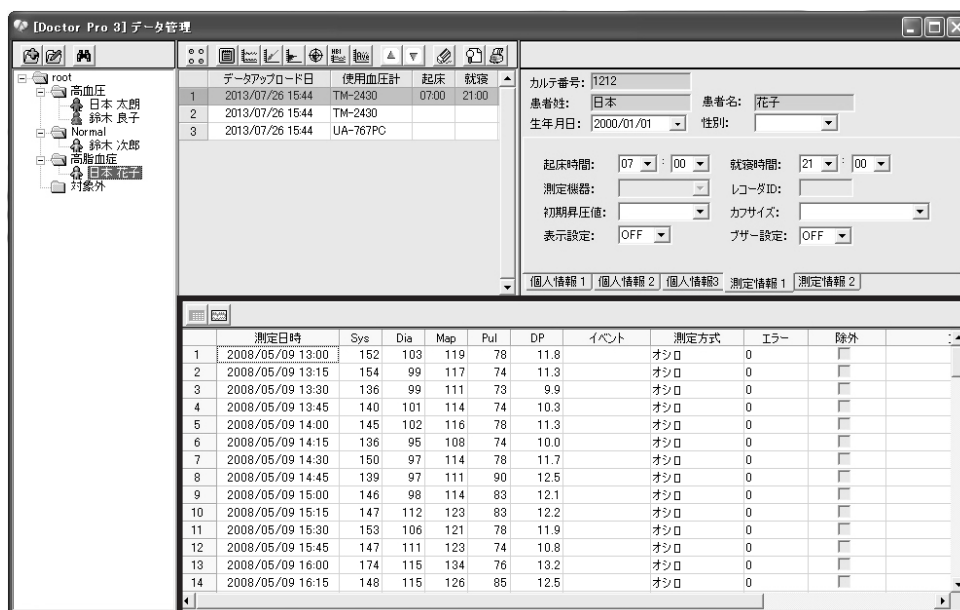 [Doctor Pro 3] データ管理
root
高血圧
日本 太朗
鈴木 良子
Normal
鈴木 次郎
高脂血症
日本 花子
対象外
データアップロード日 使用血圧計 起床 就寝
1 2013/07/26 15:44 TM-2430 07:00 21:00
2 2013/07/26 15:44 TM-2430
3 2013/07/26 15:44 UA-767PC
カルテ番号: 1212
患者姓: 日本 患者名: 花子
生年月日: 2000/01/01 性別:
起床時間: 07 : 00 就寝時間: 21 : 00
測定機器: レコーダID:
初期昇圧値: カフサイズ:
表示設定: OFF ブザー設定: OFF
個人情報 1 個人情報 2 個人情報3 測定情報 1 測定情報 2
測定日時 Sys Dia Map Pul DP イベント 測定方式 エラー 除外
1 2008/05/09 13:00 152 103 119 78 11.8 オシロ 0
2 2008/05/09 13:15 154 99 117 74 11.3 オシロ 0
3 2008/05/09 13:30 136 99 111 73 9.9 オシロ 0
4 2008/05/09 13:45 140 101 114 74 10.3 オシロ 0
5 2008/05/09 14:00 145 102 116 78 11.3 オシロ 0
6 2008/05/09 14:15 136 95 108 74 10.0 オシロ 0
7 2008/05/09 14:30 150 97 114 78 11.7 オシロ 0
8 2008/05/09 14:45 139 97 111 90 12.5 オシロ 0
9 2008/05/09 15:00 146 98 114 83 12.1 オシロ 0
10 2008/05/09 15:15 147 112 123 83 12.2 オシロ 0
11 2008/05/09 15:30 153 106 121 78 11.9 オシロ 0
12 2008/05/09 15:45 147 111 123 74 10.8 オシロ 0
13 2008/05/09 16:00 174 115 134 76 13.2 オシロ 0
14 2008/05/09 16:15 148 115 126 85 12.5 オシロ 0